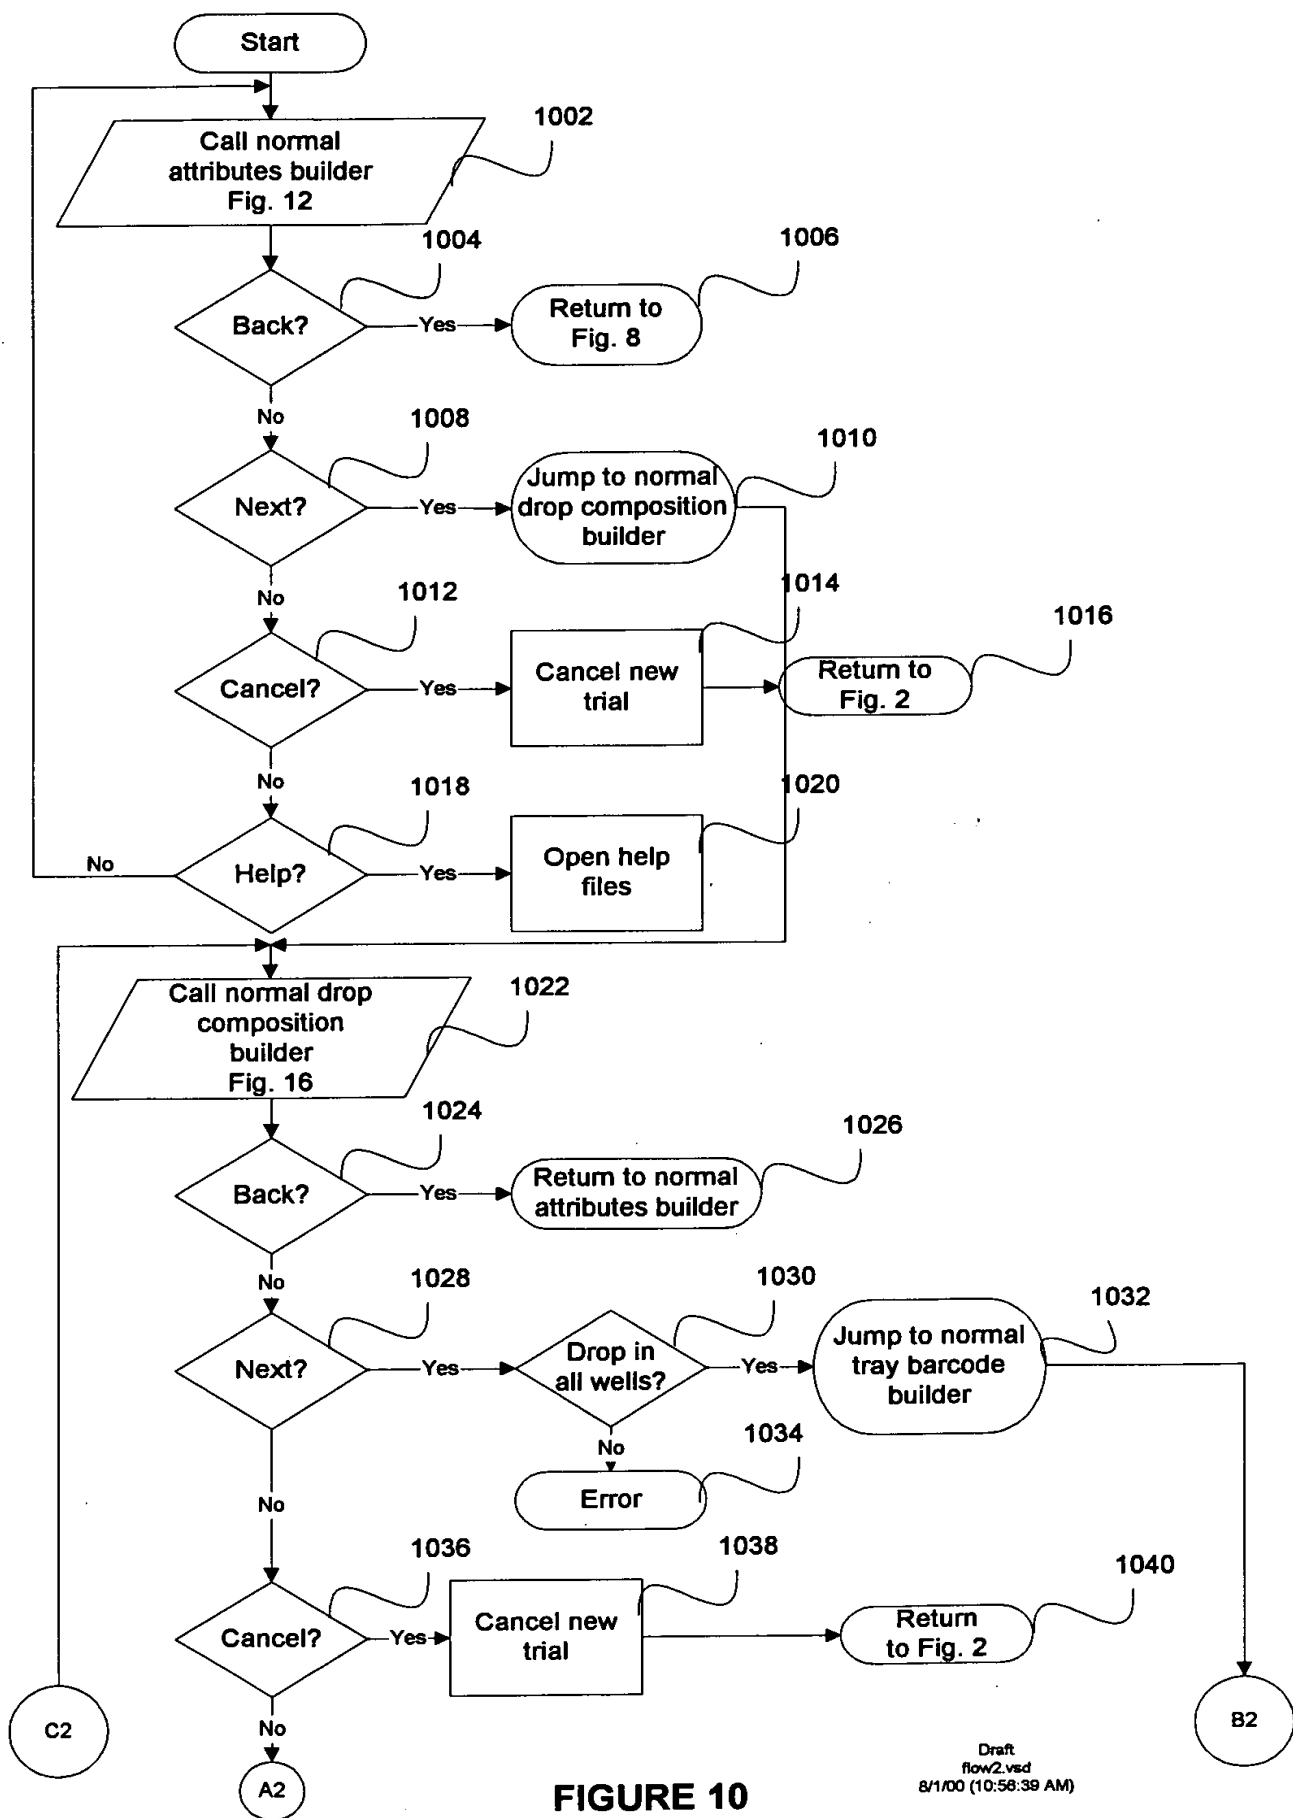 Start
1002
Call normal
attributes builder
Fig. 12
1004
1006
Back?
Yes
Return to
Fig. 8
No
1008
1010
Next?
Yes
Jump to normal
drop composition
builder
No
1012
1014
1016
Cancel?
Yes
Cancel new
trial
Return to
Fig. 2
No
1018
1020
No
Help?
Yes
Open help
files
Call normal drop
composition
builder
Fig. 16
1022
1024
1026
Back?
Yes
Return to normal
attributes builder
No
1028
1030
1032
Next?
Yes
Drop in
all wells?
Yes
Jump to normal
tray barcode
builder
No
1034
Error
No
1036
1038
1040
Cancel?
Yes
Cancel new
trial
Return
to Fig. 2
C2
No
B2
A2
FIGURE 10
Draft
flow2.vsd
8/1/00 (10:56:39 AM)